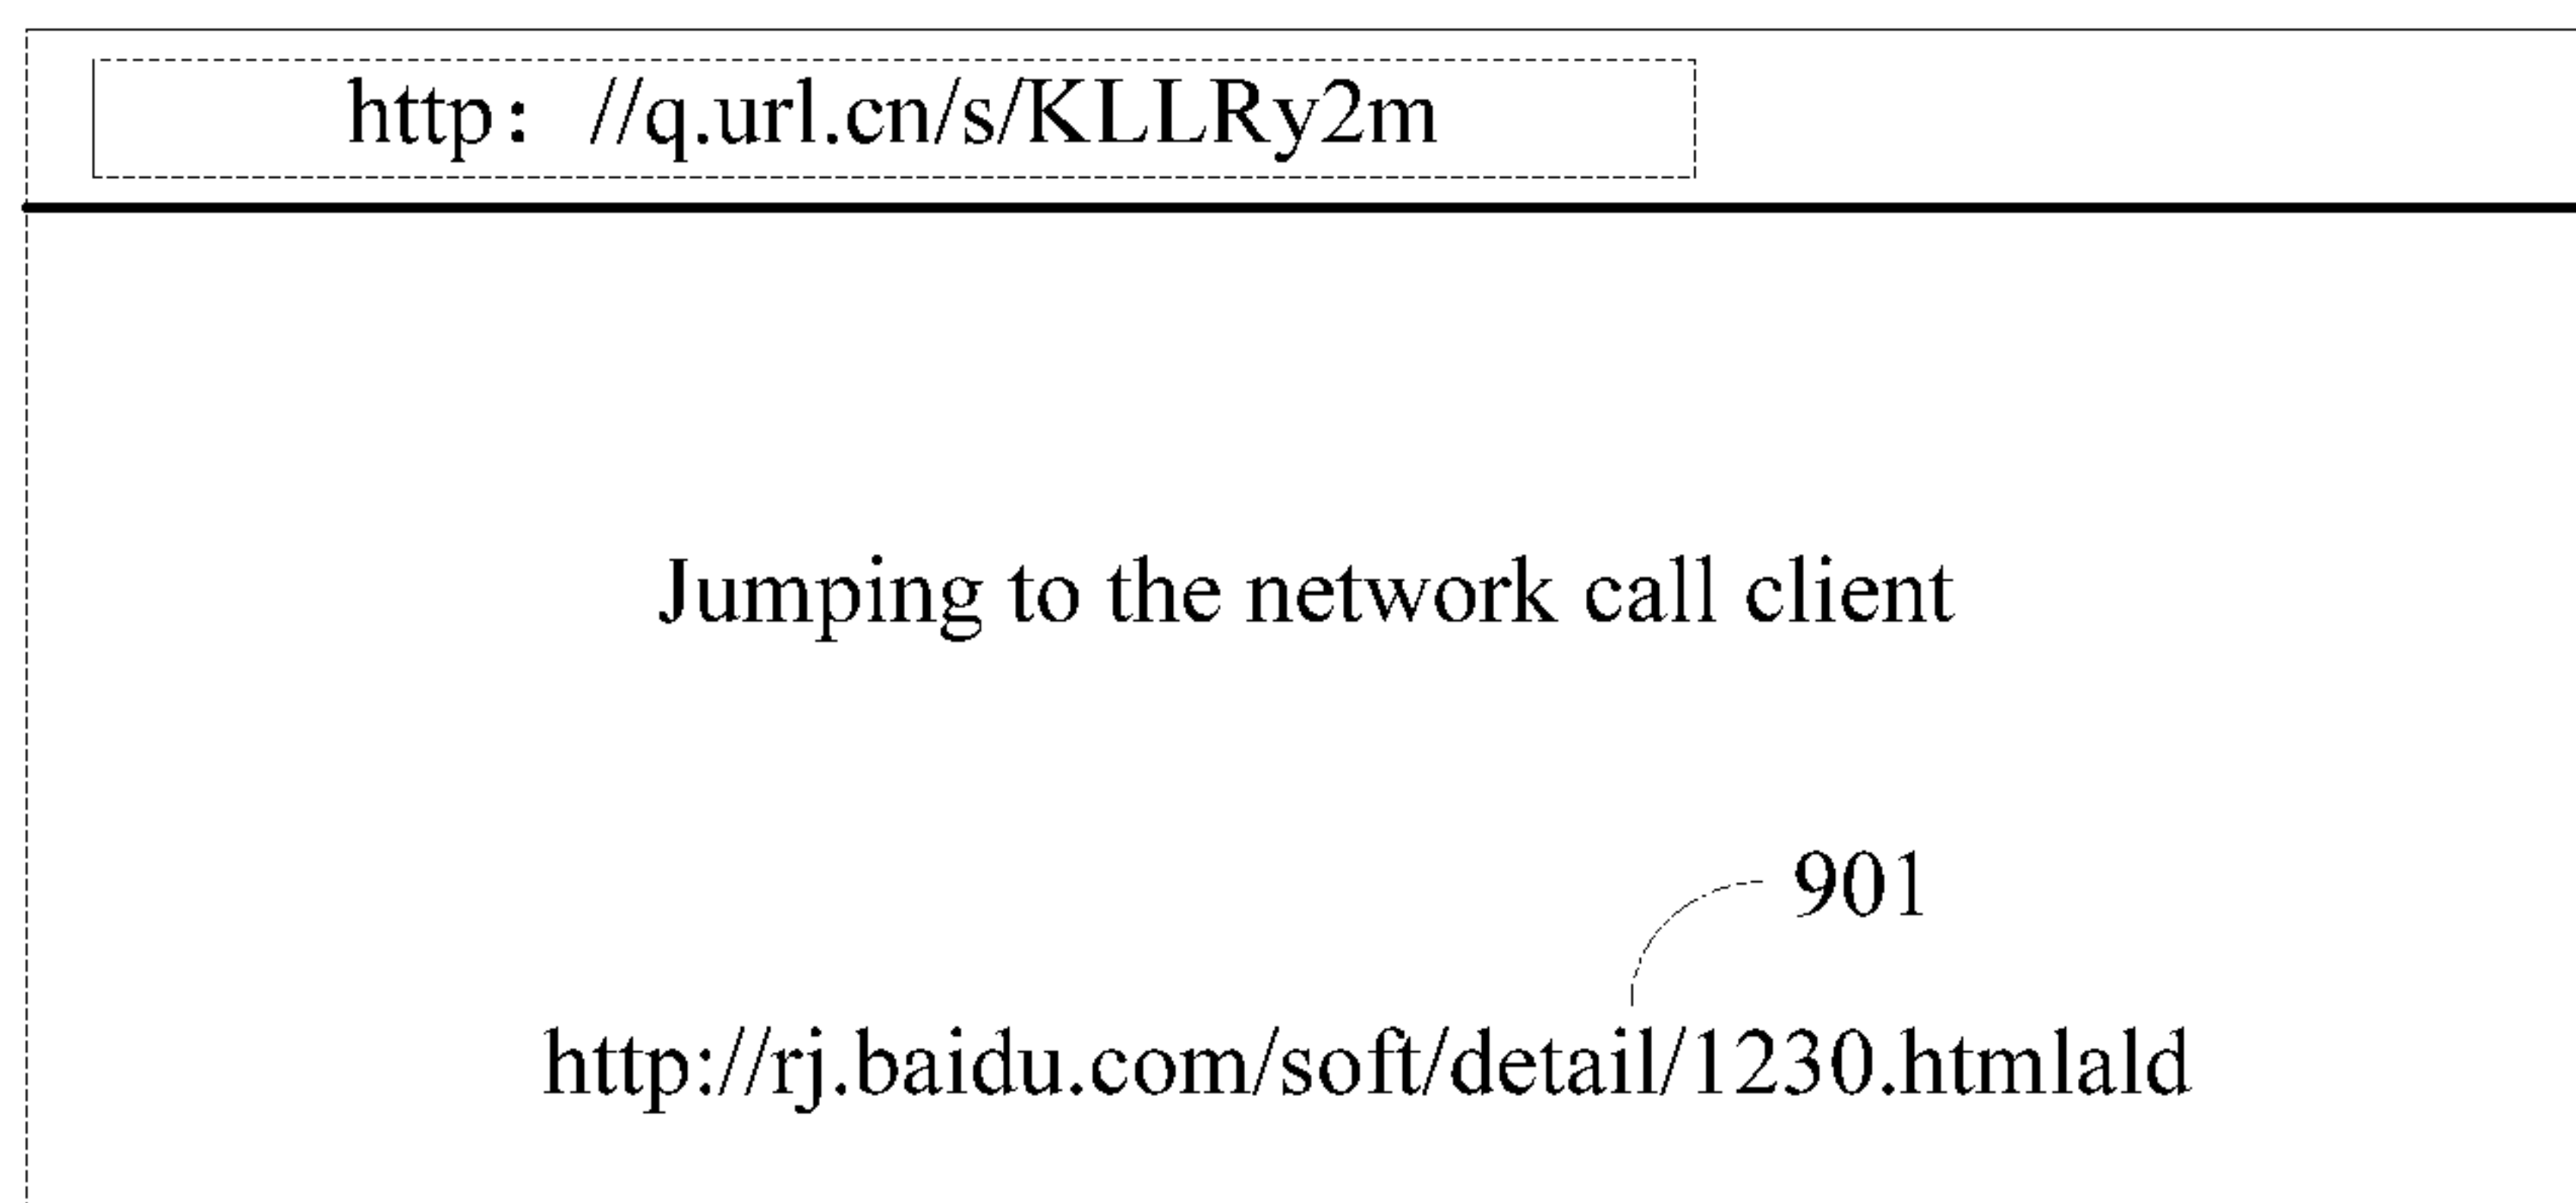 http：//q.url.cn/s/KLLRy2m
Jumping to the network call client
901
http://rj.baidu.com/soft/detail/1230.htmlald